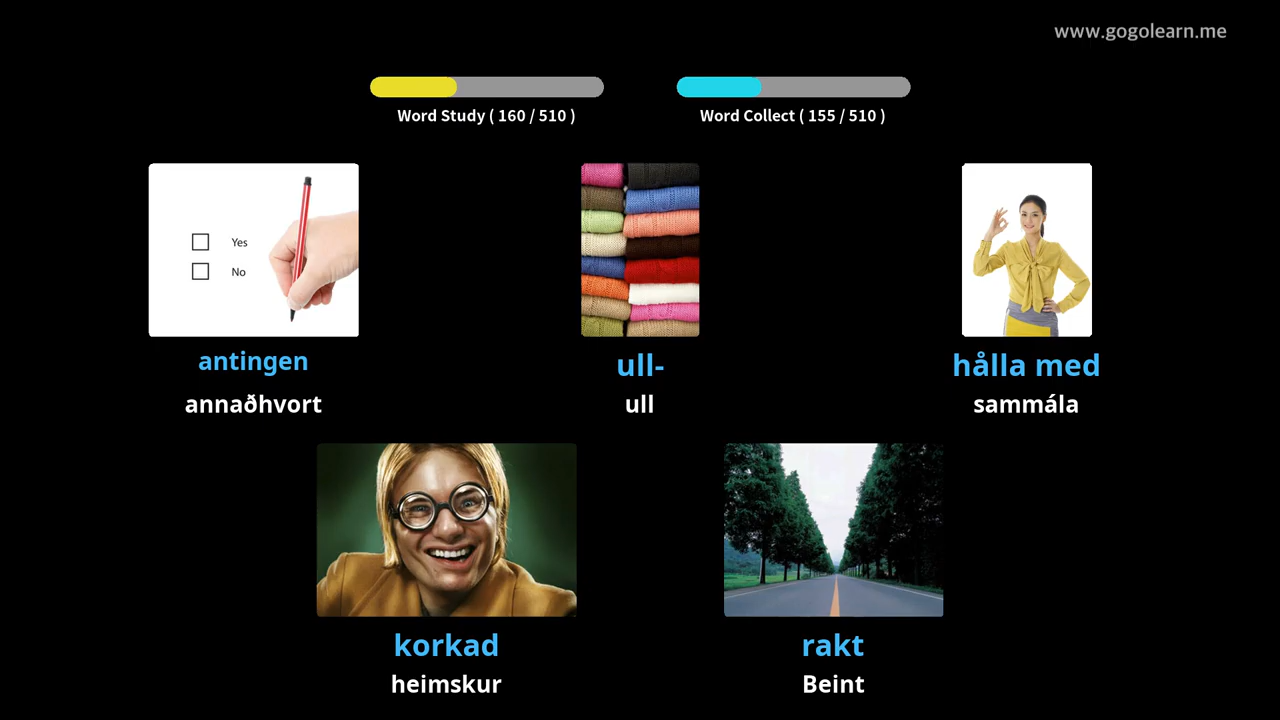 www.gogolearn.me
Word Study ( 160 / 510 )
Word Collect ( 155 / 510 )
Yes
No
antingen
ull-
hålla med
annaðhvort
ull
sammála
korkad
rakt
heimskur
Beint